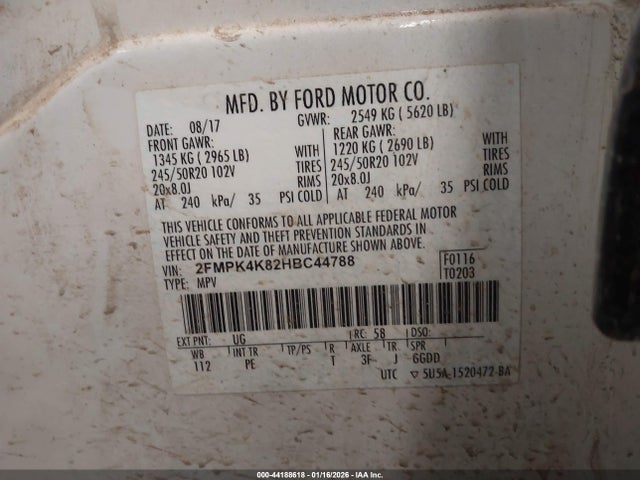 MFD. BY FORD MOTOR CO.
DATE: 08/17 GVWR: 2549 KG ( 5620 LB)
FRONT GAWR: REAR GAWR:
1345 KG ( 2965 LB) WITH 1220 KG ( 2690 LB) WITH
245/50R20 102V TIRES 245/50R20 102V TIRES
20x8.0J RIMS 20x8.0J RIMS
AT 240 kPa/ 35 PSI COLD AT 240 kPa/ 35 PSI COLD
THIS VEHICLE CONFORMS TO ALL APPLICABLE FEDERAL MOTOR
VEHICLE SAFETY AND THEFT PREVENTION STANDARDS IN
EFFECT ON THE DATE OF MANUFACTURE SHOWN ABOVE.
VIN: 2FMPK4K82HBC44788 F0116
TYPE: MPV T0203
EXT PNT: UG RC: 58 DSO:
WB INT TR TP/PS R AXLE TR SPR
112 PE T 3F J GGDD
UTC ▽ 5U5A-1520472-BA
000-44188618 - 01/16/2026 - IAA Inc.